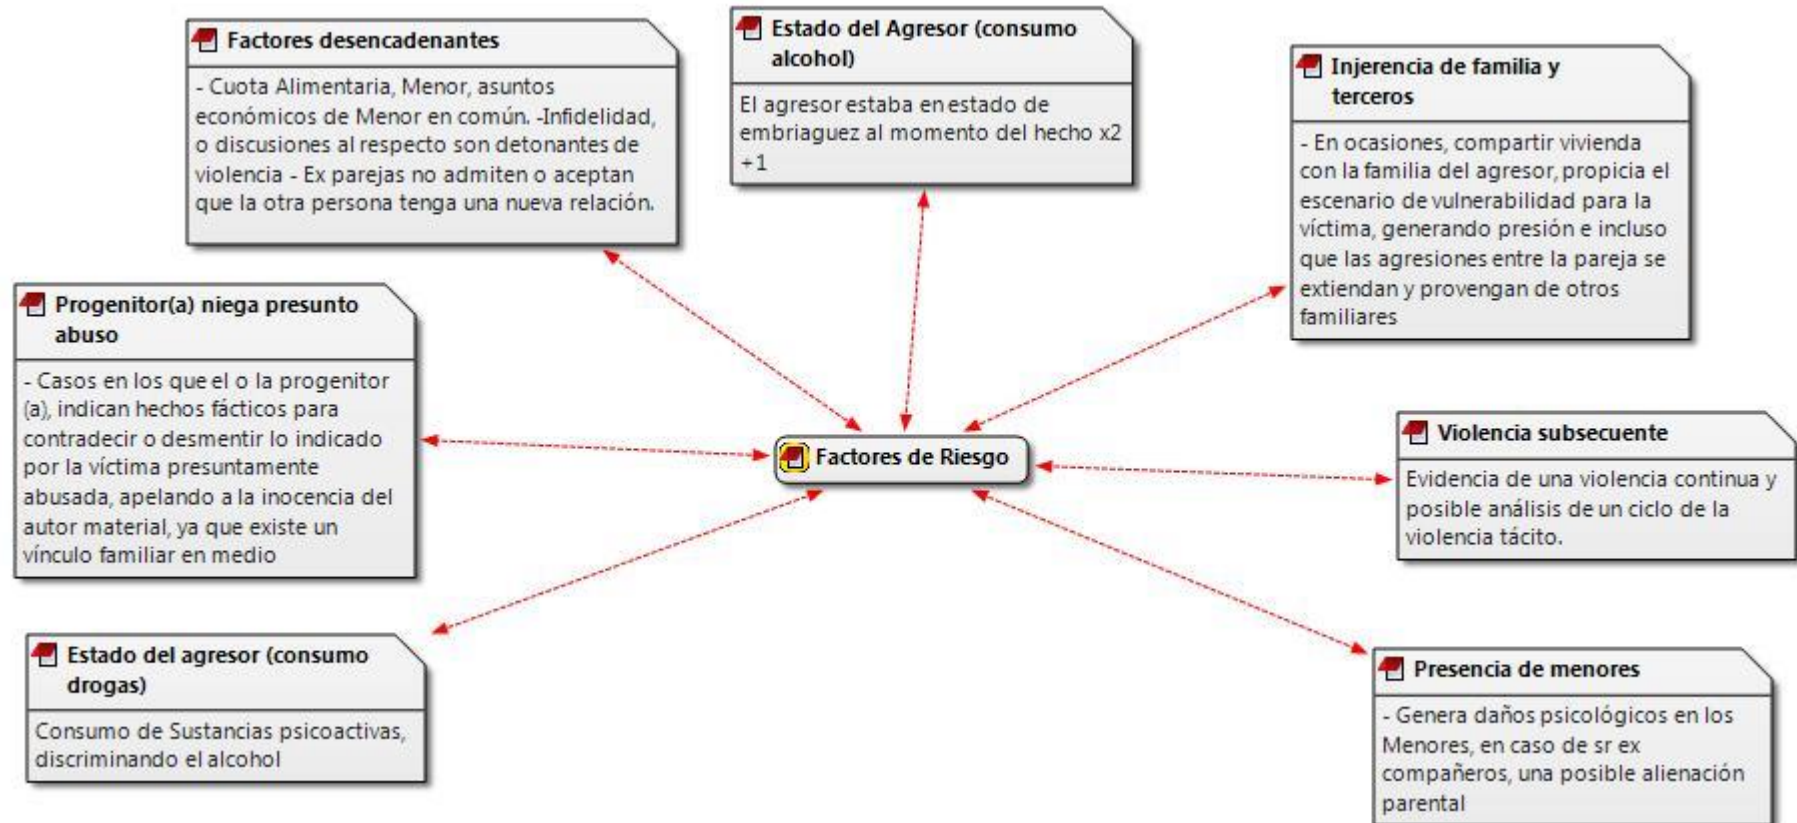 Factores desencadenantes
- Cuota Alimentaria, Menor, asuntos
económicos de Menor en común. -Infidelidad,
o discusiones al respecto son detonantes de
violencia - Ex parejas no admiten o aceptan
que la otra persona tenga una nueva relación.
Estado del Agresor (consumo
alcohol)
El agresor estaba en estado de
embriaguez al momento del hecho x2
+1
Injerencia de familia y
terceros
- En ocasiones, compartir vivienda
con la familia del agresor, propicia el
escenario de vulnerabilidad para la
víctima, generando presión e incluso
que las agresiones entre la pareja se
extiendan y provengan de otros
familiares
Progenitor(a) niega presunto
abuso
- Casos en los que el o la progenitor
(a), indican hechos fácticos para
contradecir o desmentir lo indicado
por la víctima presuntamente
abusada, apelando a la inocencia del
autor material, ya que existe un
vínculo familiar en medio
Factores de Riesgo
Violencia subsecuente
Evidencia de una violencia continua y
posible análisis de un ciclo de la
violencia tácito.
Estado del agresor (consumo
drogas)
Consumo de Sustancias psicoactivas,
discriminando el alcohol
Presencia de menores
- Genera daños psicológicos en los
Menores, en caso de sr ex
compañeros, una posible alienación
parental